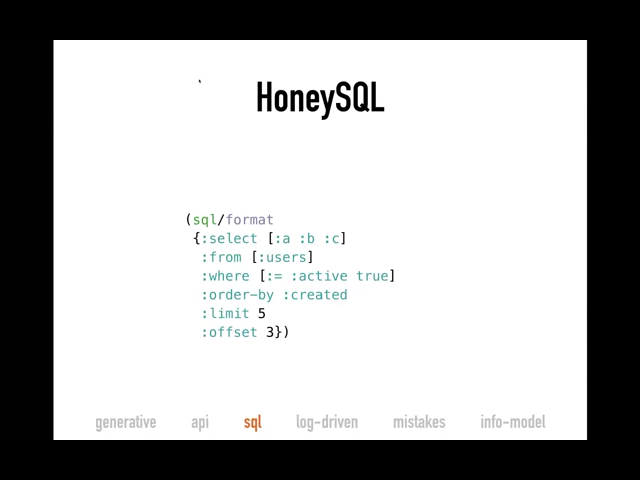 HoneySQL
(sql/format
{:select [:a :b :c]
:from [:users]
:where [:= :active true]
:order-by :created
:limit 5
:offset 3})
generative api sql log-driven mistakes info-model